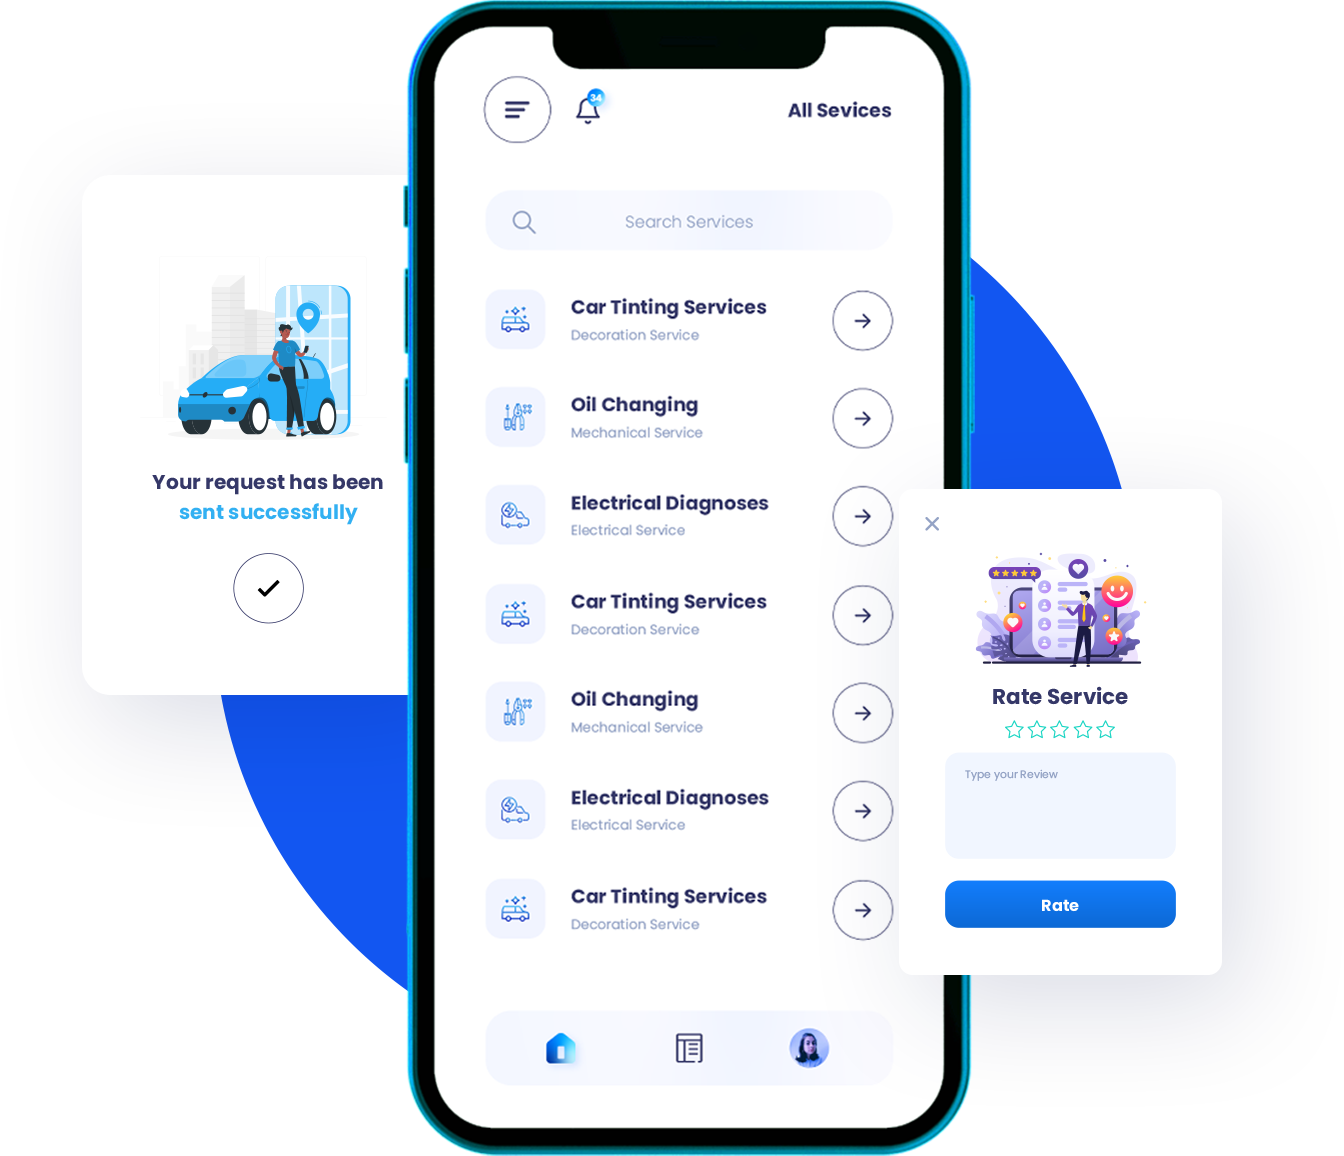 34
All Sevices
Search Services
Car Tinting Services
Decoration Service
Oil Changing
Mechanical Service
Electrical Diagnoses
Electrical Service
Car Tinting Services
Decoration Service
Oil Changing
Mechanical Service
Electrical Diagnoses
Electrical Service
Car Tinting Services
Decoration Service
Your request has been
sent successfully
Rate Service
Type your Review
Rate